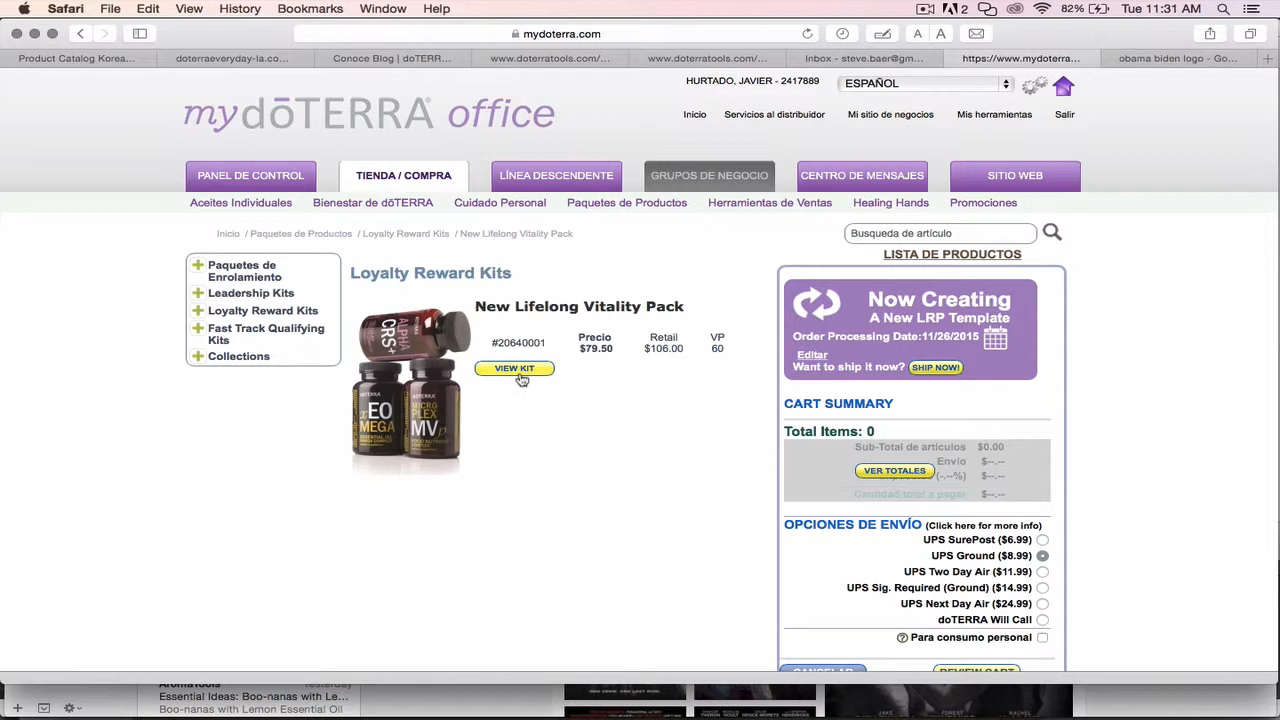 Safari File Edit View History Bookmarks Window Help
2 82% Tue 11:31 AM
mydoterra.com
A A
Product Catalog Korea...
doterraeveryday-la.co...
Conoce Blog | dōTERR...
www.doterratools.com/...
www.doterratools.com/...
Inbox - steve.baer@gm...
https://www.mydoterra...
obama biden logo - Go...
HURTADO, JAVIER - 2417889
ESPAÑOL
mydōTERRA® office
Inicio Servicios al distribuidor Mi sitio de negocios Mis herramientas Salir
PANEL DE CONTROL TIENDA / COMPRA LÍNEA DESCENDENTE GRUPOS DE NEGOCIO CENTRO DE MENSAJES SITIO WEB
Aceites Individuales Bienestar de dōTERRA Cuidado Personal Paquetes de Productos Herramientas de Ventas Healing Hands Promociones
Inicio / Paquetes de Productos / Loyalty Reward Kits / New Lifelong Vitality Pack
Busqueda de artículo
LISTA DE PRODUCTOS
Paquetes de
Enrolamiento
Leadership Kits
Loyalty Reward Kits
Fast Track Qualifying
Kits
Collections
Loyalty Reward Kits
New Lifelong Vitality Pack
#20640001
Precio
$79.50
Retail
$106.00
VP
60
VIEW KIT
ALPHA
CRS+
xEO
MEGA
MICRO
PLEX
MVp
Now Creating
A New LRP Template
Order Processing Date:11/26/2015
Editar
Want to ship it now? SHIP NOW!
CART SUMMARY
Total Items: 0
Sub-Total de artículos $0.00
Envío $--.--
(-.--%) $--.--
VER TOTALES
Cantidad total a pagar $--.--
OPCIONES DE ENVÍO (Click here for more info)
UPS SurePost ($6.99)
UPS Ground ($8.99)
UPS Two Day Air ($11.99)
UPS Sig. Required (Ground) ($14.99)
UPS Next Day Air ($24.99)
doTERRA Will Call
Para consumo personal
CANCELAR REVIEW CART
AromaTools Yesterday
Essential Ideas: Boo-nanas with Le...
Boo-nanas with Lemon Essential Oil